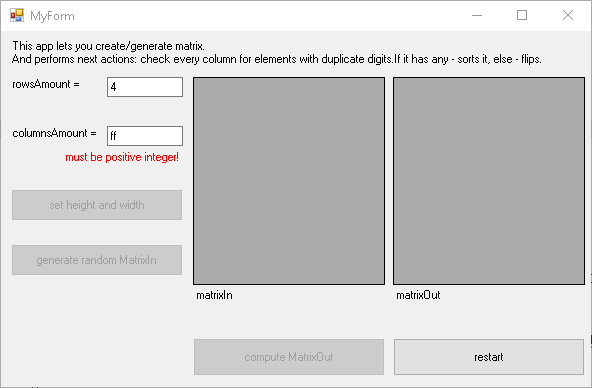 MyForm
This app lets you create/generate matrix.
And performs next actions: check every column for elements with duplicate digits.If it has any - sorts it, else - flips.
rowsAmount =
4
columnsAmount =
ff
must be positive integer!
set height and width
generate random MatrixIn
matrixIn
matrixOut
compute MatrixOut
restart